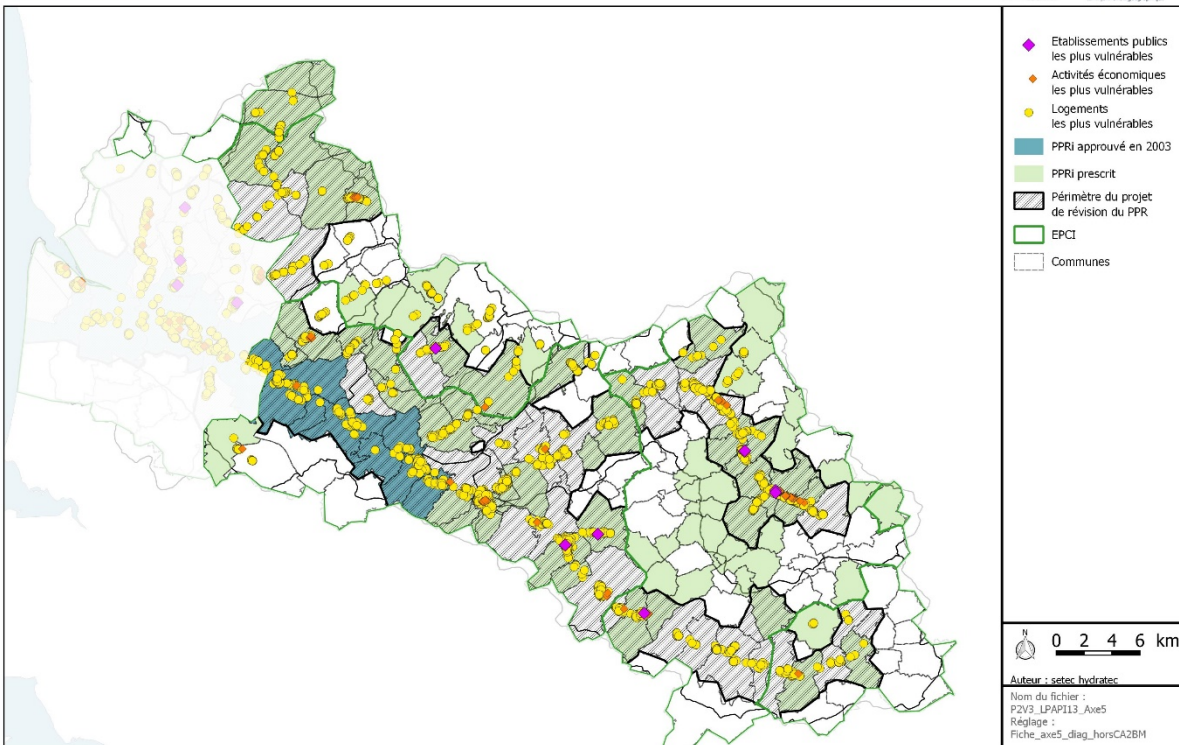 Etablissements publics
les plus vulnérables
Activités économiques
les plus vulnérables
Logements
les plus vulnérables
PPRi approuvé en 2003
PPRi prescrit
Périmètre du projet
de révision du PPR
EPCI
Communes
N
0 2 4 6 km
Auteur : setec hydratec
Nom du fichier :
P2V3_LPAPI13_Axe5
Réglage :
Fiche_axe5_diag_horsCA2BM